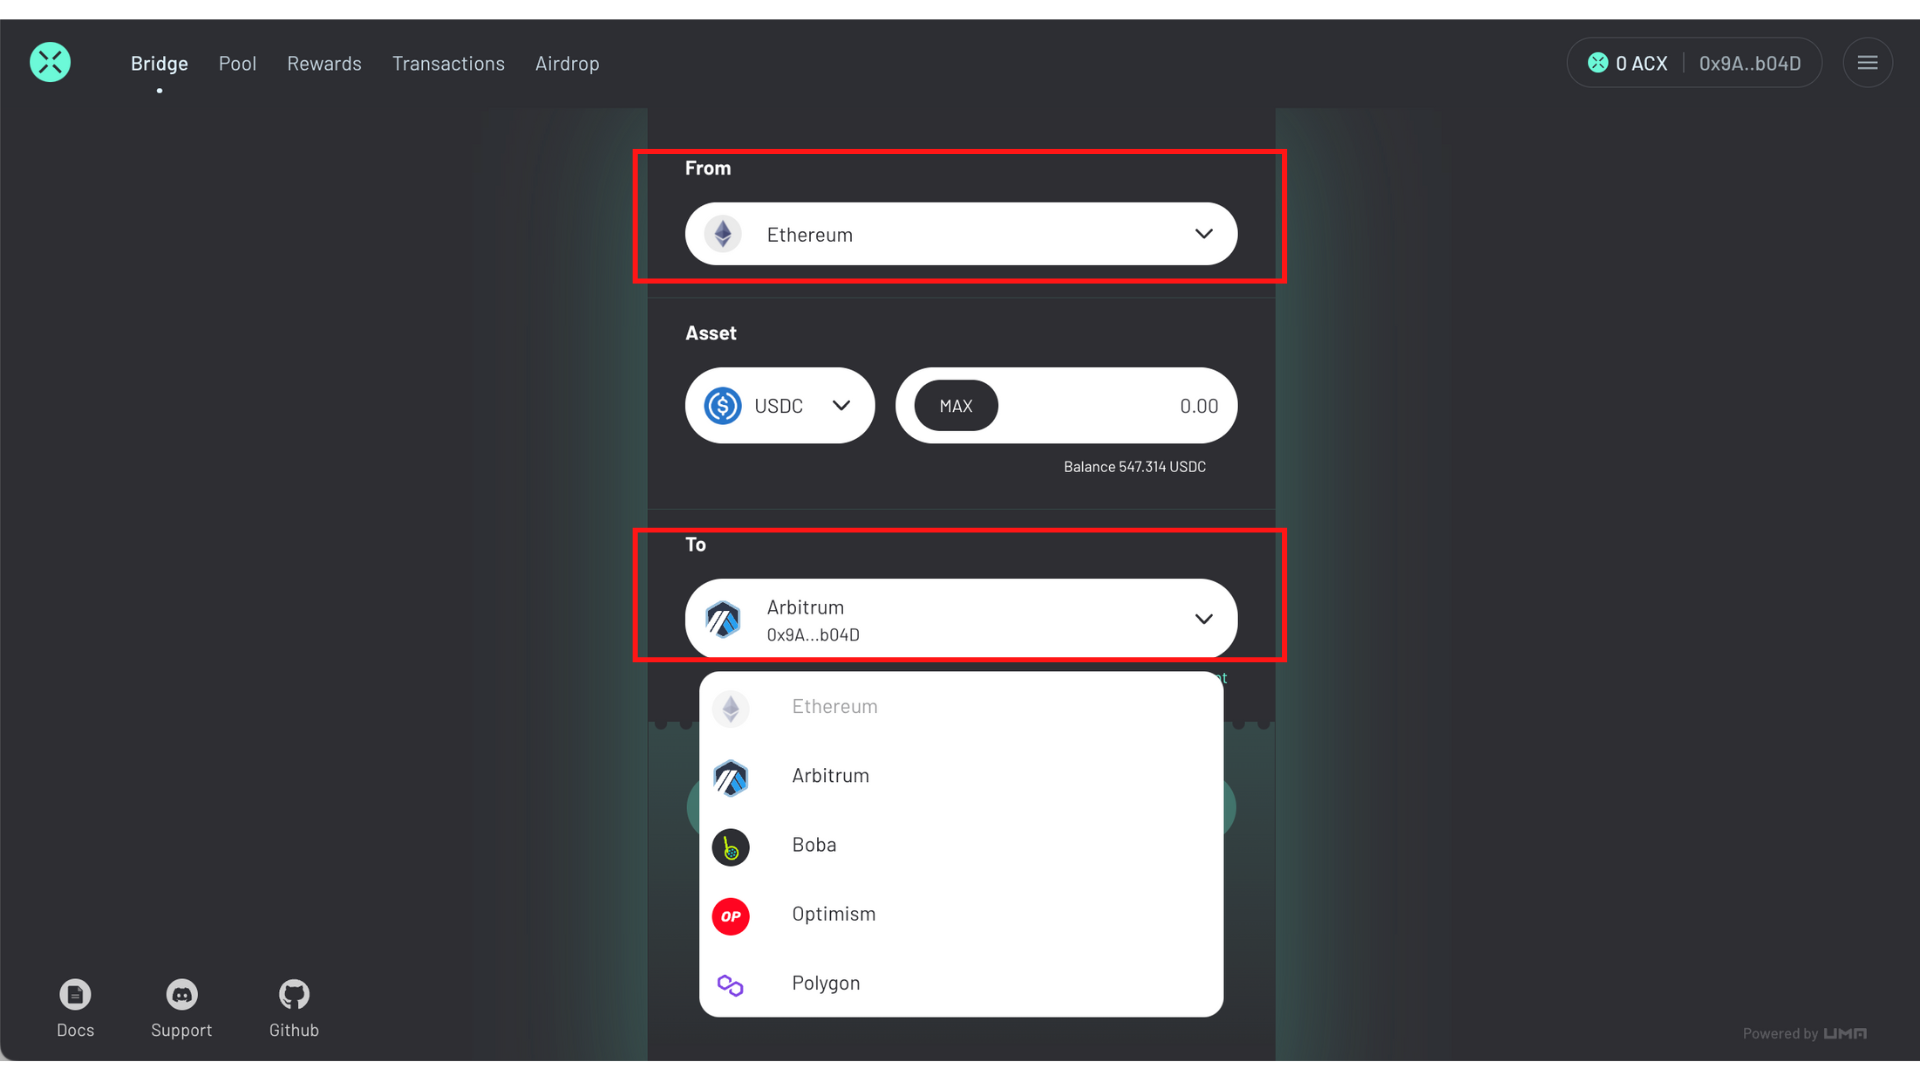 Bridge Pool Rewards Transactions Airdrop 0 ACX 0x9A..b04D
From
Ethereum
Asset
USDC MAX 0.00
Balance 547.314 USDC
To
Arbitrum
0x9A...b04D
Ethereum
Arbitrum
Boba
OP Optimism
Polygon
Docs Support Github
Powered by UMA